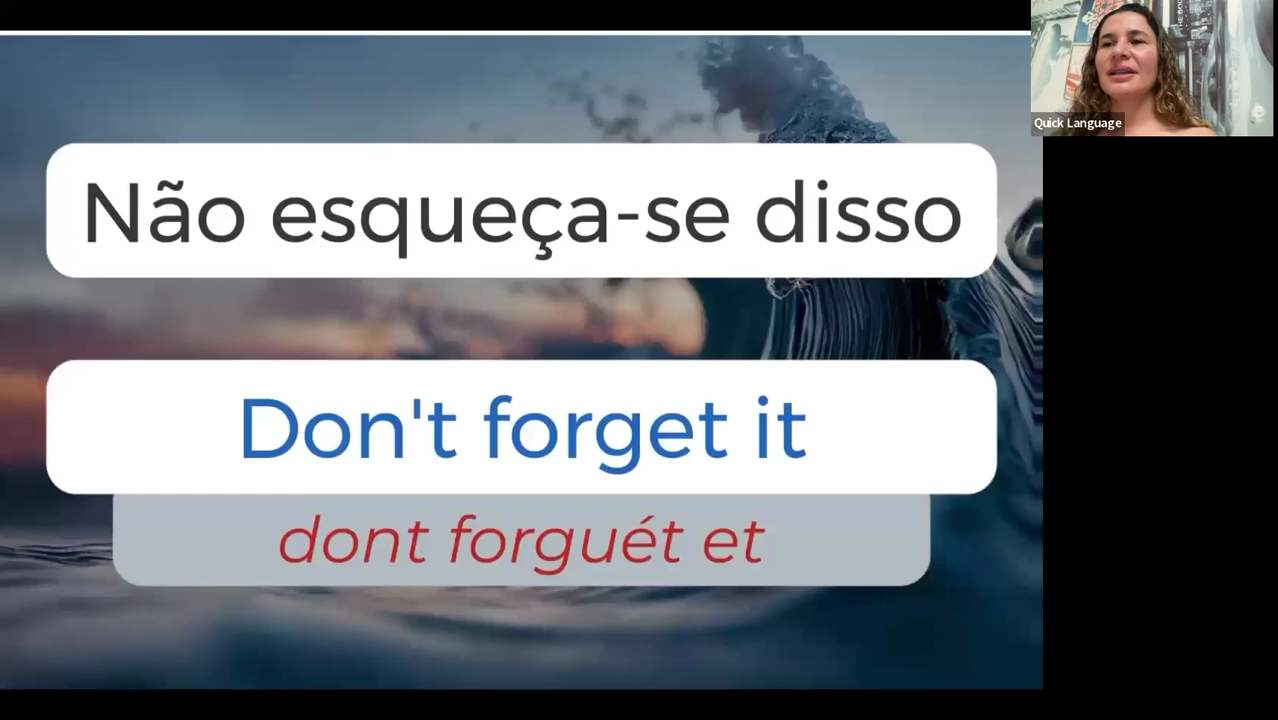 Quick Language
Não esqueça-se disso
Don't forget it
dont forguét et